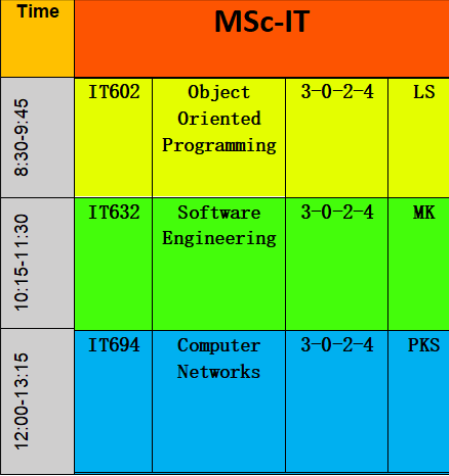 Time MSc-IT
8:30-9:45 IT602 Object 3-0-2-4 LS
Oriented
Programming
10:15-11:30 IT632 Software 3-0-2-4 MK
Engineering
12:00-13:15 IT694 Computer 3-0-2-4 PKS
Networks